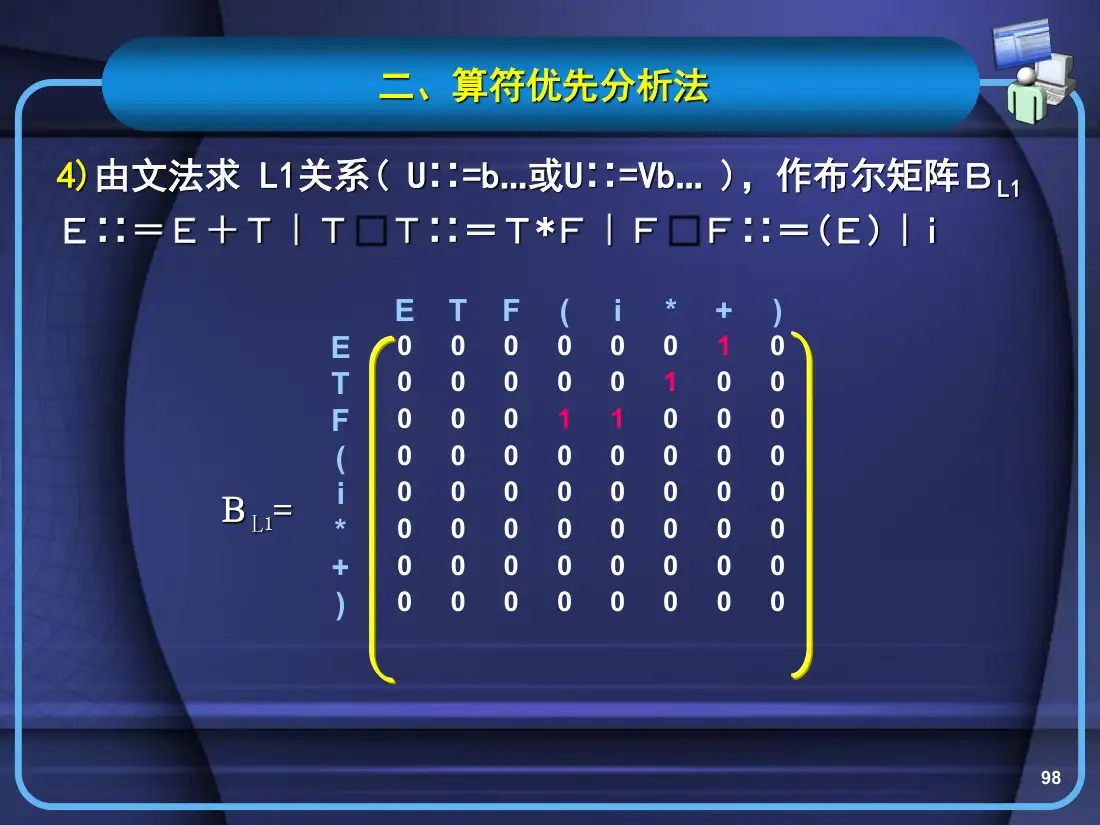 二、算符优先分析法
4)由文法求 L1关系( U∷=b…或U∷=Vb… ), 作布尔矩阵BL1
E∷=E+T|T□T∷=T*F|F□F∷=(E)|i
E T F ( i * + )
E 0 0 0 0 0 0 1 0
T 0 0 0 0 0 1 0 0
F 0 0 0 1 1 0 0 0
( 0 0 0 0 0 0 0 0
i 0 0 0 0 0 0 0 0
BL1=
* 0 0 0 0 0 0 0 0
+ 0 0 0 0 0 0 0 0
) 0 0 0 0 0 0 0 0
98